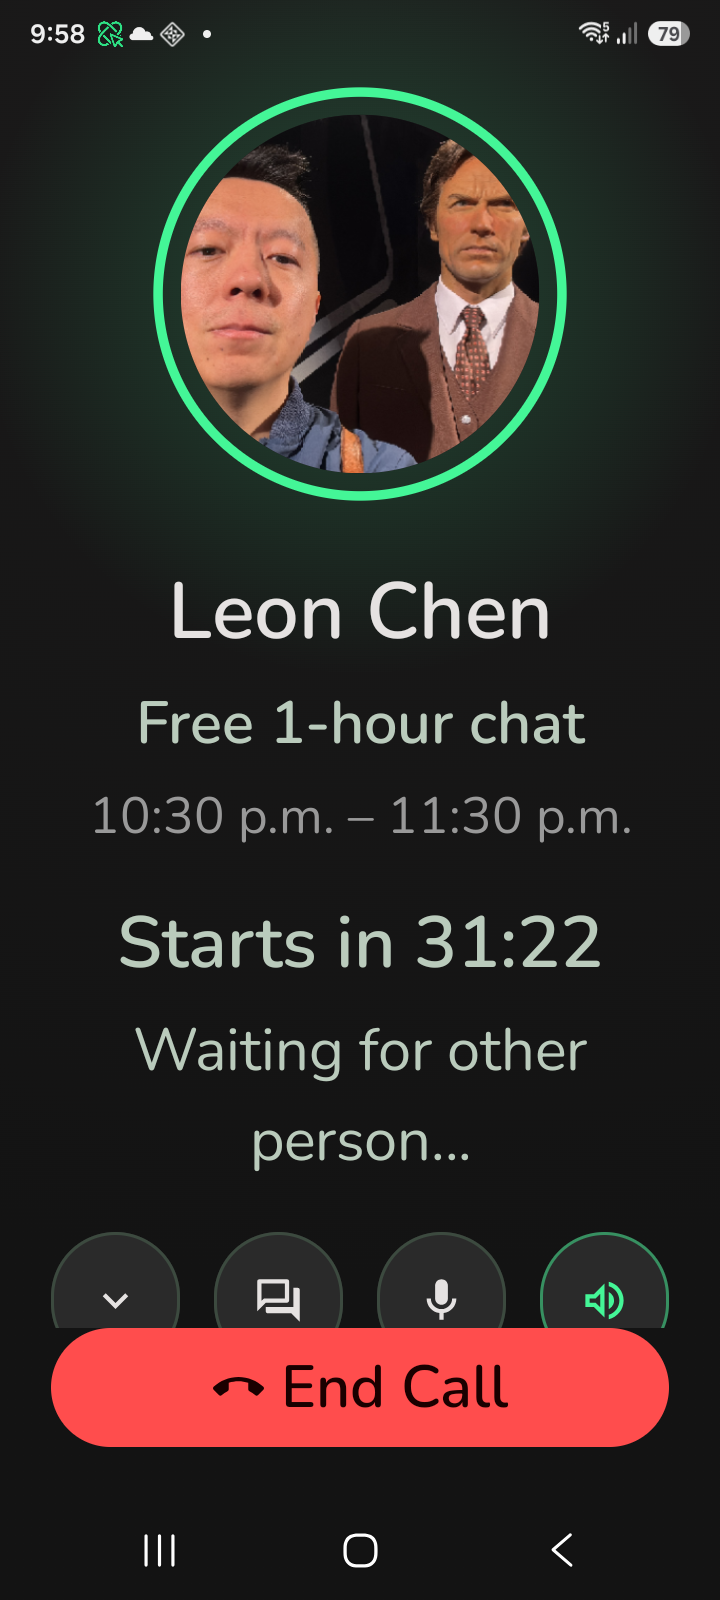 9:58
5
79
Leon Chen
Free 1-hour chat
10:30 p.m. – 11:30 p.m.
Starts in 31:22
Waiting for other
person...
End Call